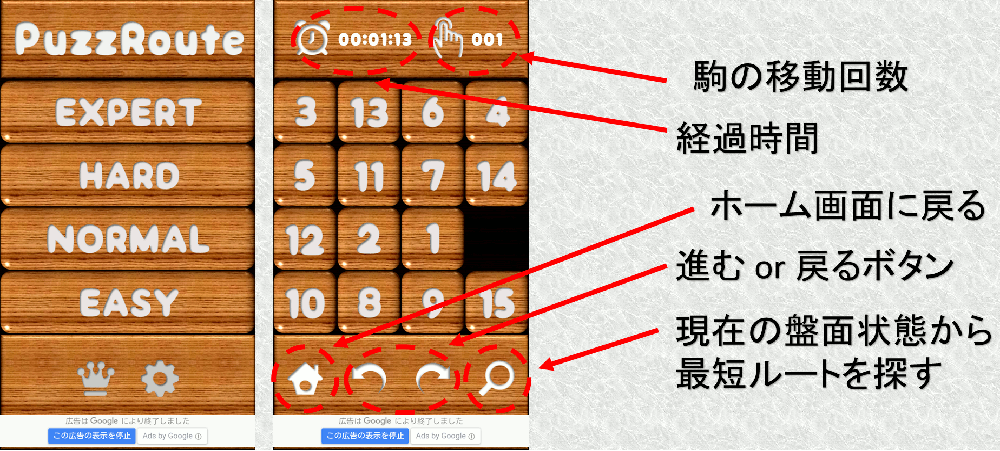 PuzzRoute
EXPERT
HARD
NORMAL
EASY
広告は Google により終了しました
この広告の表示を停止 Ads by Google
00:01:13 001
3 13 6 4
5 11 7 14
12 2 1
10 8 9 15
広告は Google により終了しました
この広告の表示を停止 Ads by Google
駒の移動回数
経過時間
ホーム画面に戻る
進む or 戻るボタン
現在の盤面状態から
最短ルートを探す